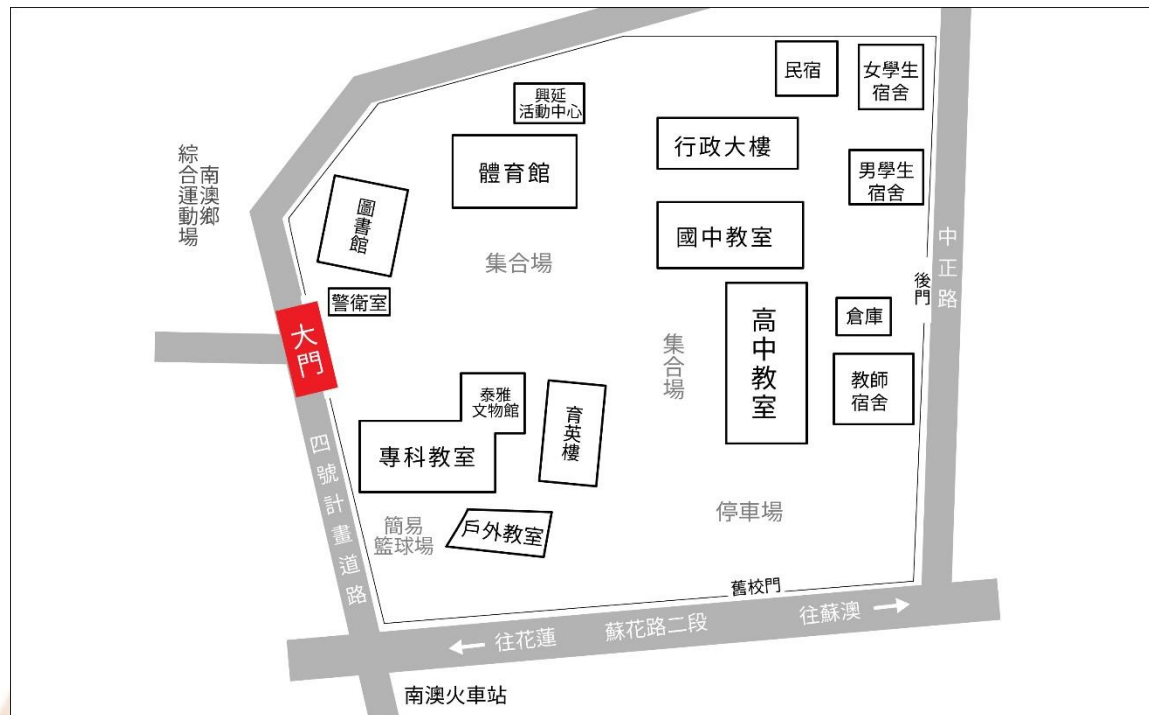 民宿
女學生
宿舍
興延
活動中心
行政大樓
體育館
男學生
宿舍
南澳鄉
綜合運動場
圖書館
國中教室
中正路
集合場
後門
警衛室
倉庫
大門
高中教室
集合場
教師
宿舍
泰雅
文物館
育英樓
專科教室
四號計畫道路
簡易
籃球場
戶外教室
停車場
舊校門
往花蓮
蘇花路二段
往蘇澳
南澳火車站